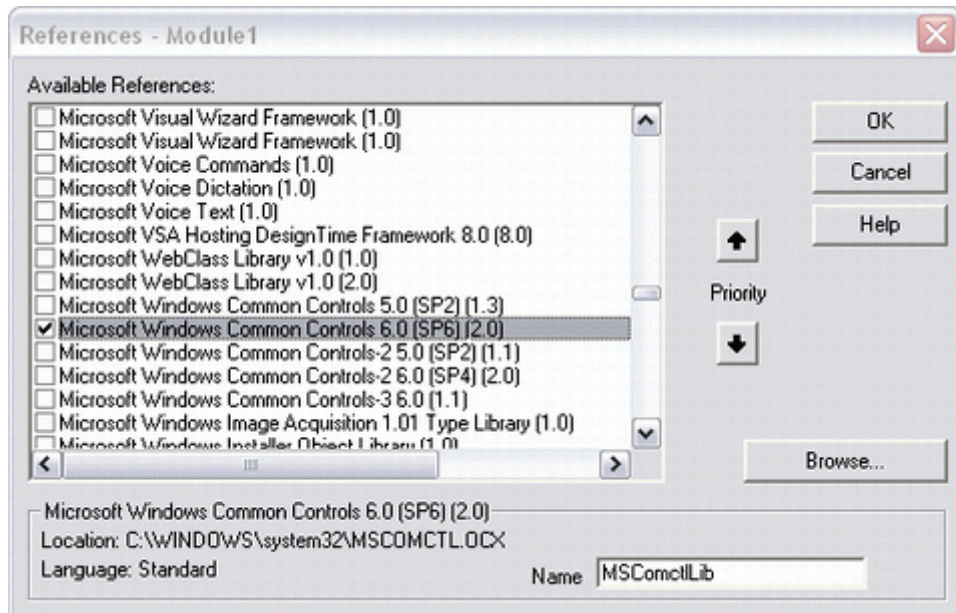 References - Module1
Available References:
Microsoft Visual Wizard Framework (1.0)
Microsoft Visual Wizard Framework (1.0)
Microsoft Voice Commands (1.0)
Microsoft Voice Dictation (1.0)
Microsoft Voice Text (1.0)
Microsoft VSA Hosting DesignTime Framework 8.0 (8.0)
Microsoft WebClass Library v1.0 (1.0)
Microsoft WebClass Library v1.0 (2.0)
Microsoft Windows Common Controls 5.0 (SP2) (1.3)
Microsoft Windows Common Controls 6.0 (SP6) (2.0)
Microsoft Windows Common Controls-2 5.0 (SP2) (1.1)
Microsoft Windows Common Controls-2 6.0 (SP4) (2.0)
Microsoft Windows Common Controls-3 6.0 (1.1)
Microsoft Windows Image Acquisition 1.01 Type Library (1.0)
Microsoft Windows Installer Object Library (1.0)
OK
Cancel
Help
Priority
Browse...
Microsoft Windows Common Controls 6.0 (SP6) (2.0)
Location: C:\WINDOWS\system32\MSCOMCTL.OCX
Language: Standard
Name MSComctlLib